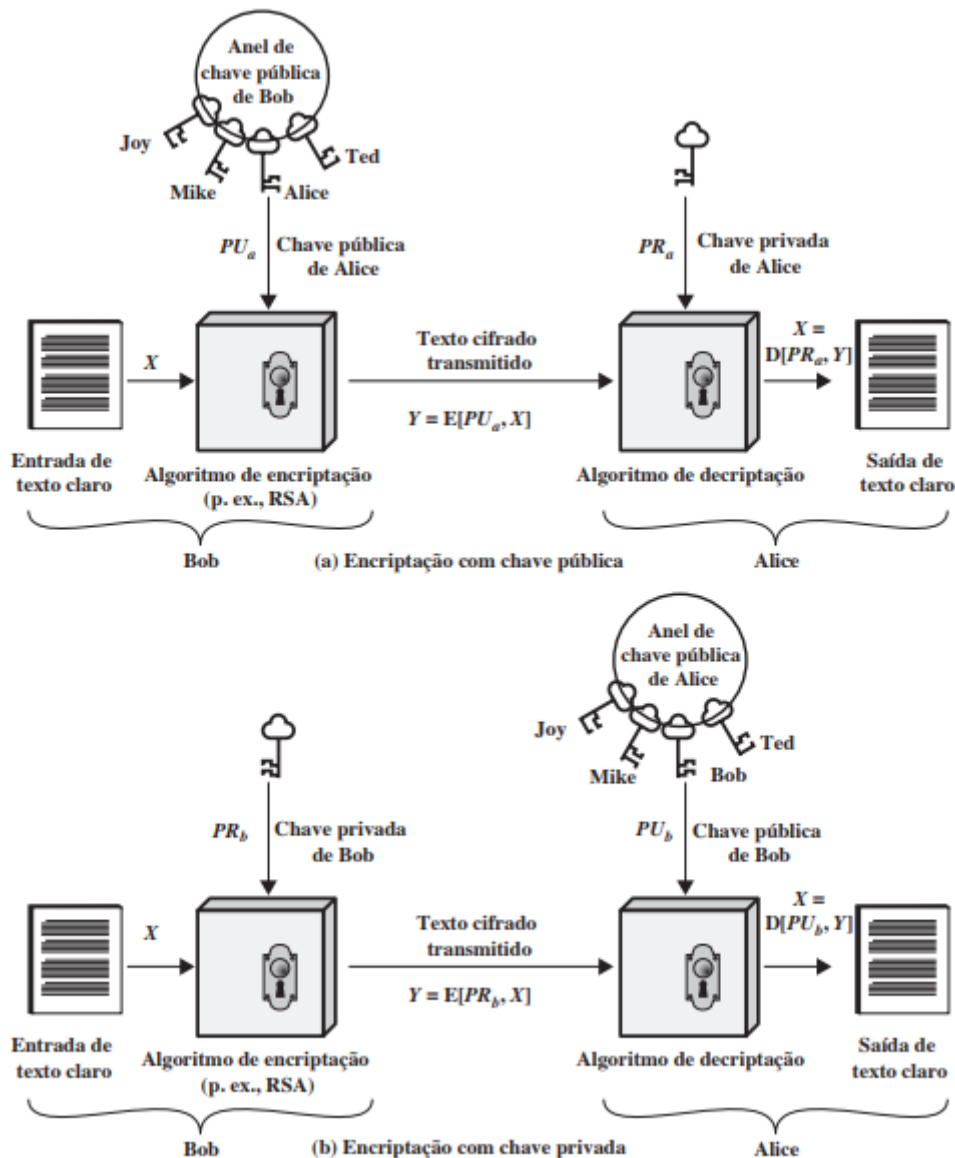 Anel de
chave pública
de Bob
Joy
Mike
Alice
Ted
PUₐ
Chave pública
de Alice
PRₐ
Chave privada
de Alice
X
Texto cifrado
transmitido
Y = E[PUₐ, X]
X =
D[PRₐ, Y]
Entrada de
texto claro
Algoritmo de encriptação
(p. ex., RSA)
Algoritmo de decriptação
Saída de
texto claro
Bob
(a) Encriptação com chave pública
Alice
Anel de
chave pública
de Alice
Joy
Mike
Bob
Ted
PR_b
Chave privada
de Bob
PU_b
Chave pública
de Bob
X
Texto cifrado
transmitido
Y = E[PR_b, X]
X =
D[PU_b, Y]
Entrada de
texto claro
Algoritmo de encriptação
(p. ex., RSA)
Algoritmo de decriptação
Saída de
texto claro
Bob
(b) Encriptação com chave privada
Alice